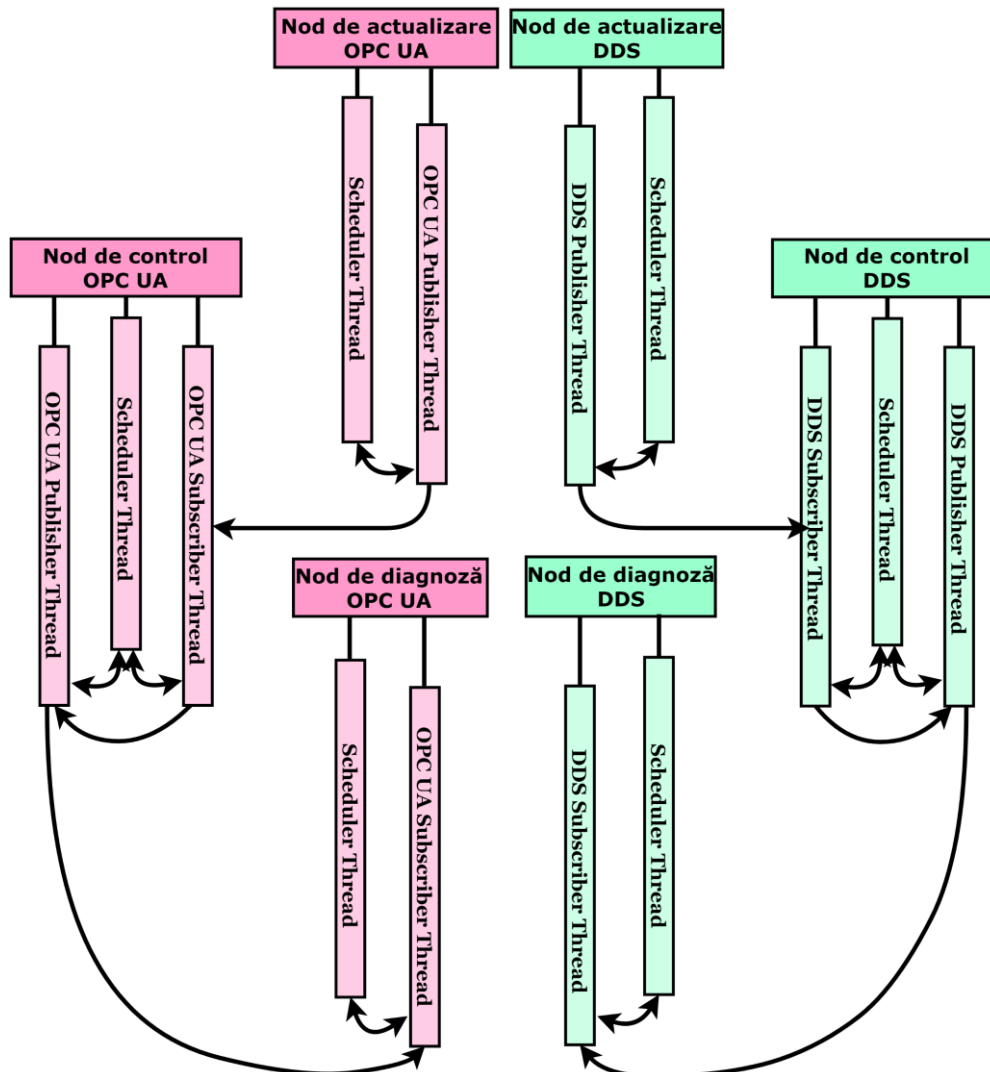 Nod de actualizare
OPC UA
Scheduler Thread
OPC UA Publisher Thread
Nod de actualizare
DDS
DDS Publisher Thread
Scheduler Thread
Nod de control
OPC UA
OPC UA Publisher Thread
Scheduler Thread
OPC UA Subscriber Thread
Nod de control
DDS
DDS Subscriber Thread
Scheduler Thread
DDS Publisher Thread
Nod de diagnoză
OPC UA
Scheduler Thread
OPC UA Subscriber Thread
Nod de diagnoză
DDS
DDS Subscriber Thread
Scheduler Thread